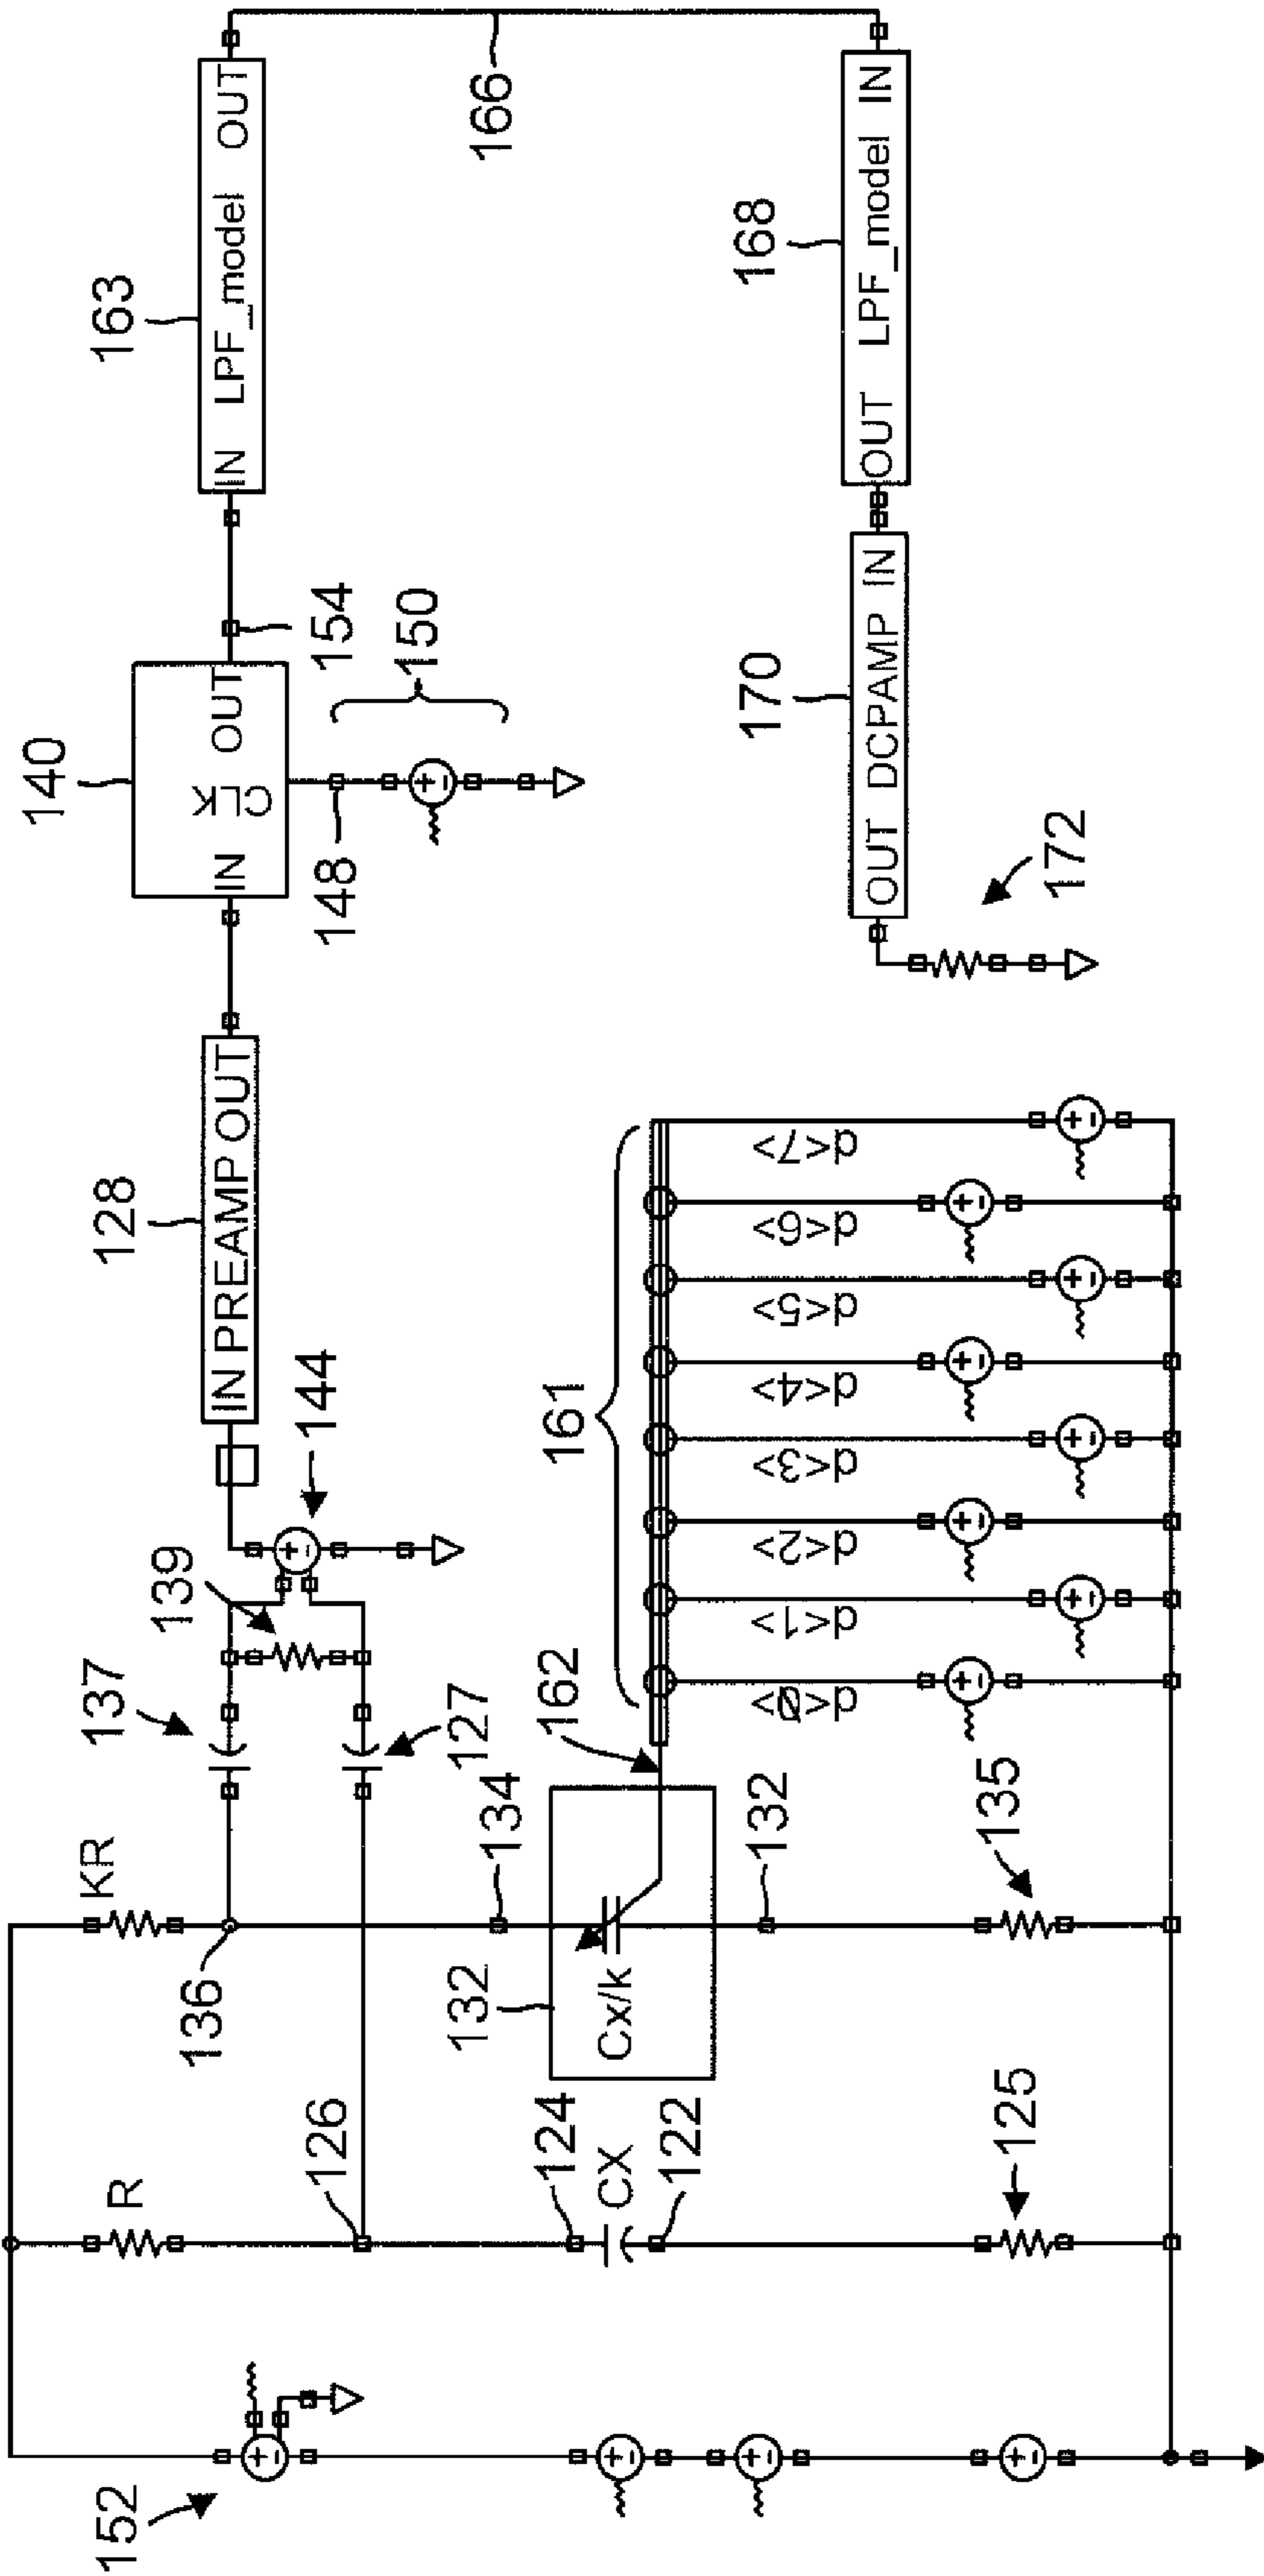 163
IN LPF_model OUT
166
168
OUT LPF_model IN
140
IN
CLK
OUT
154
150
148
170
OUT DCPAMP IN
172
128
IN PREAMP OUT
144
139
137
127
161
d<7>
d<6>
d<5>
d<4>
d<3>
d<2>
d<1>
d<0>
162
KR
136
134
132
Cx/k
132
135
R
126
124
CX
122
125
152